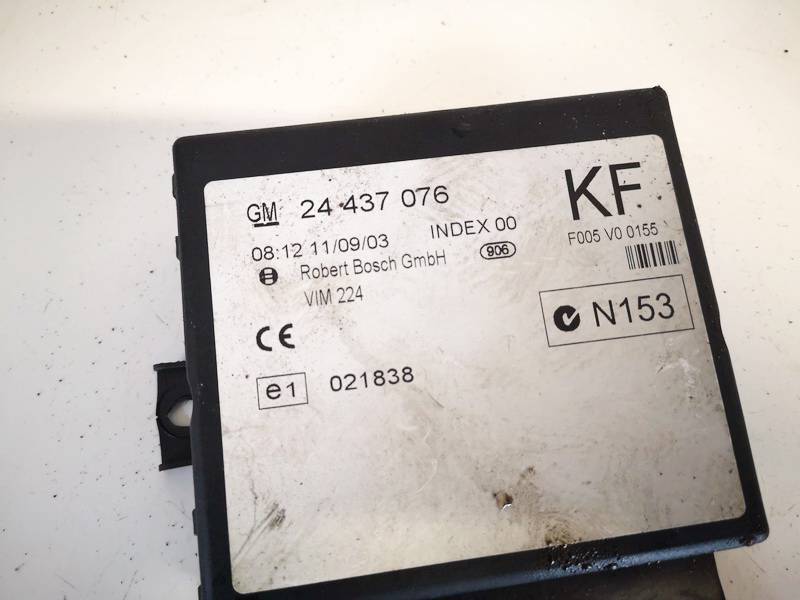 GM 24 437 076
KF
08:12 11/09/03 INDEX 00
F005 V0 0155
Robert Bosch GmbH 906
VIM 224
N153
CE
e1 021838